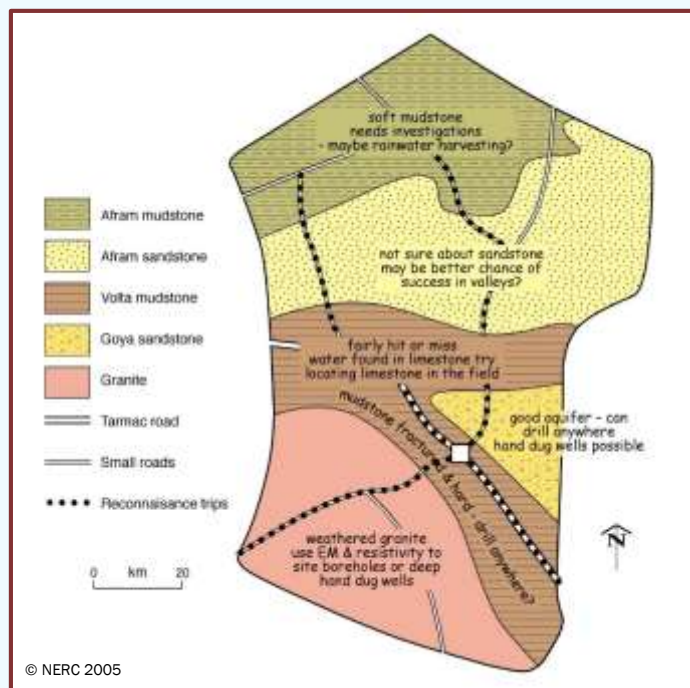 soft mudstone
needs investigations
- maybe rainwater harvesting?
Afram mudstone
Afram sandstone
Volta mudstone
Goya sandstone
Granite
Tarmac road
Small roads
Reconnaisance trips
0 km 20
not sure about sandstone
may be better chance of
success in valleys?
fairly hit or miss
water found in limestone try
locating limestone in the field
mudstone fractured & hard - drill anywhere?
good aquifer - can
drill anywhere
hand dug wells possible
weathered granite
use EM & resistivity to
site boreholes or deep
hand dug wells
N
© NERC 2005